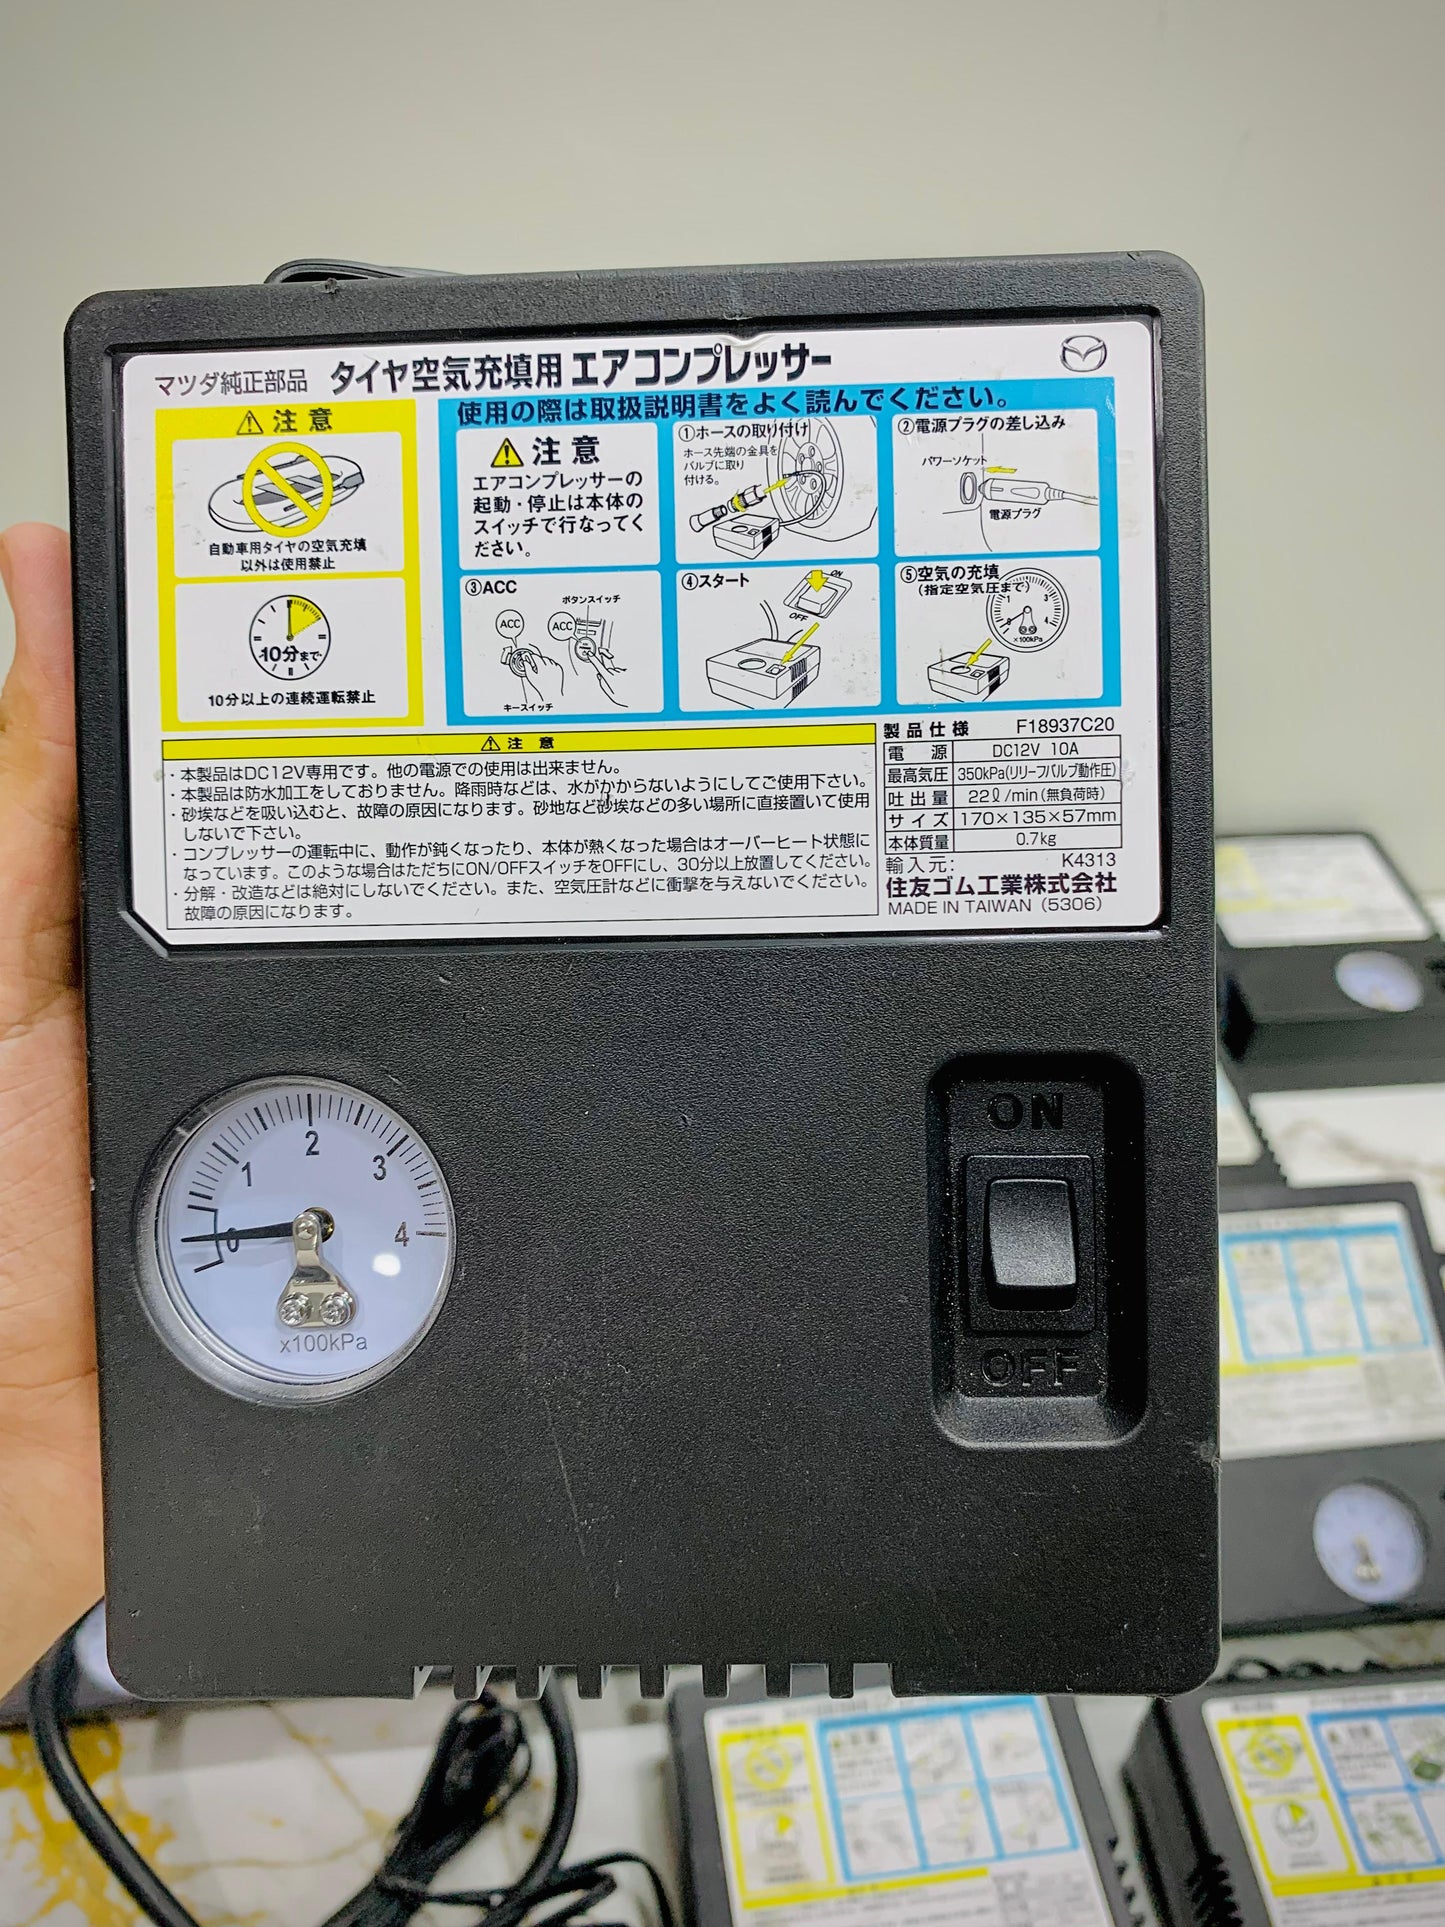 マツダ純正部品 タイヤ空気充填用 エアコンプレッサー
⚠ 注意
自動車用タイヤの空気充填
以外は使用禁止
10分まで
10分以上の連続運転禁止
使用の際は取扱説明書をよく読んでください。
⚠ 注意
エアコンプレッサーの
起動・停止は本体の
スイッチで行なってく
ださい。
①ホースの取り付け
ホース先端の金具を
バルブに取り
付ける。
②電源プラグの差し込み
パワーソケット
電源プラグ
③ACC
ボタンスイッチ
ACC
ACC
キースイッチ
④スタート
ON
OFF
⑤空気の充填
(指定空気圧まで)
0 1 3 4
×100kPa
⚠ 注意
・本製品はDC12V専用です。他の電源での使用は出来ません。
・本製品は防水加工をしておりません。降雨時などは、水がかからないようにしてご使用下さい。
・砂埃などを吸い込むと、故障の原因になります。砂地など砂埃などの多い場所に直接置いて使用
しないで下さい。
・コンプレッサーの運転中に、動作が鈍くなったり、本体が熱くなった場合はオーバーヒート状態に
なっています。このような場合はただちにON/OFFスイッチをOFFにし、30分以上放置してください。
・分解・改造などは絶対にしないでください。また、空気圧計などに衝撃を与えないでください。
故障の原因になります。
製品仕様 F18937C20
電源 DC12V 10A
最高気圧 350kPa(リリーフバルブ動作圧)
吐出量 22ℓ/min(無負荷時)
サイズ 170×135×57mm
本体質量 0.7kg
輸入元: K4313
住友ゴム工業株式会社
MADE IN TAIWAN (5306)
0 1 2 3 4
x100kPa
ON
OFF